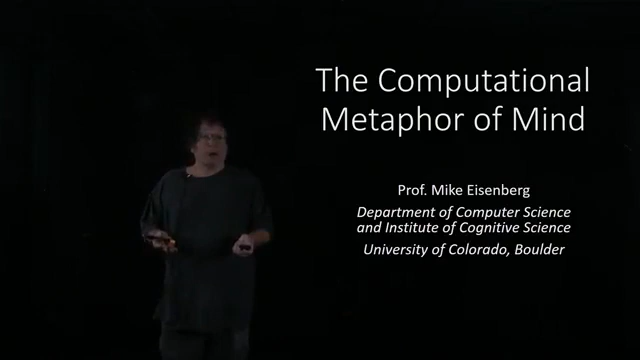 The Computational
Metaphor of Mind
Prof. Mike Eisenberg
Department of Computer Science
and Institute of Cognitive Science
University of Colorado, Boulder